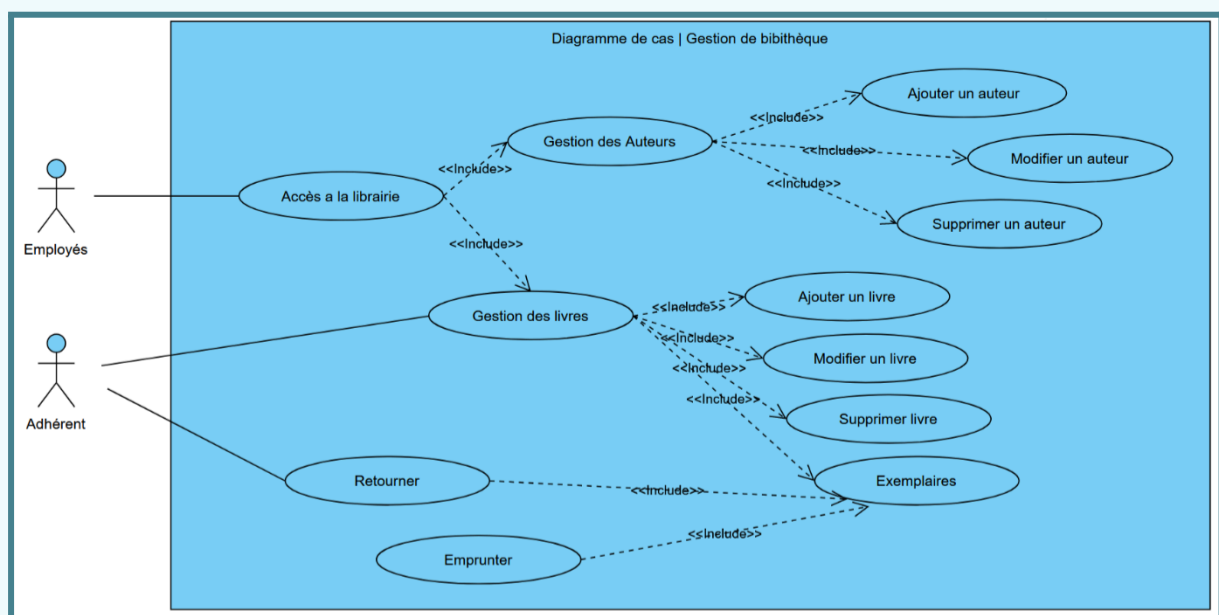 Diagramme de cas | Gestion de bibithèque
Ajouter un auteur
<<Include>>
Gestion des Auteurs
<<Include>>
Modifier un auteur
<<Include>>
Accès a la librairie
<<Include>>
Supprimer un auteur
Employés
<<Include>>
Ajouter un livre
<<Include>>
Gestion des livres
<<Include>>
Modifier un livre
<<Include>>
<<Include>>
Supprimer livre
Adhérent
Retourner
<<Include>>
Exemplaires
<<Include>>
Emprunter